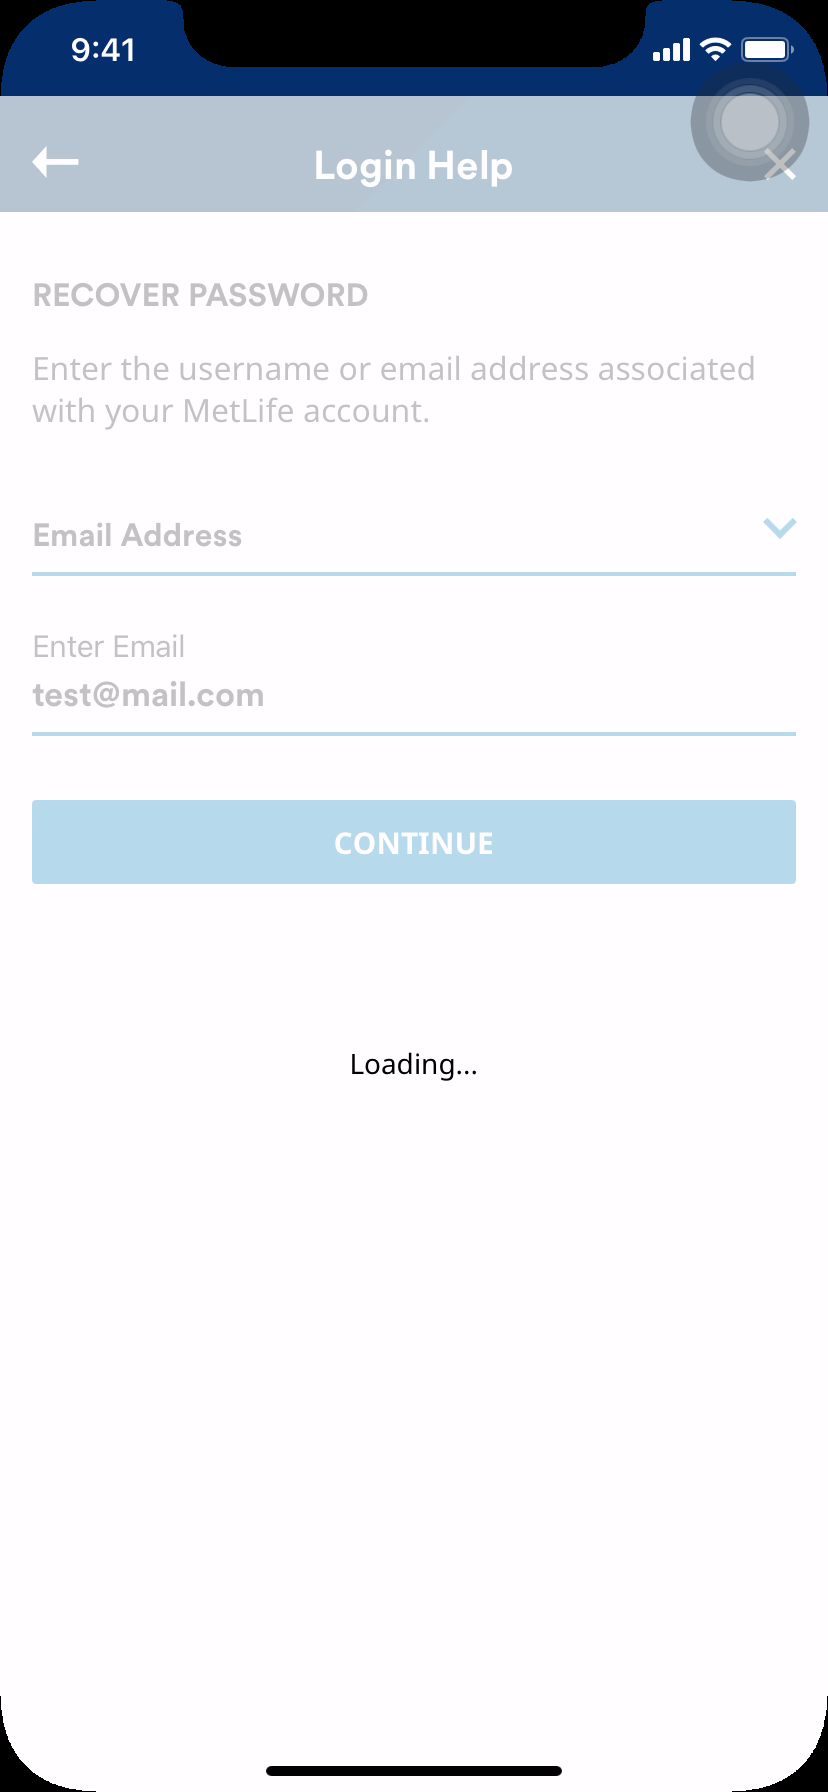 9:41
Login Help
RECOVER PASSWORD
Enter the username or email address associated
with your MetLife account.
Email Address
Enter Email
test@mail.com
CONTINUE
Loading...